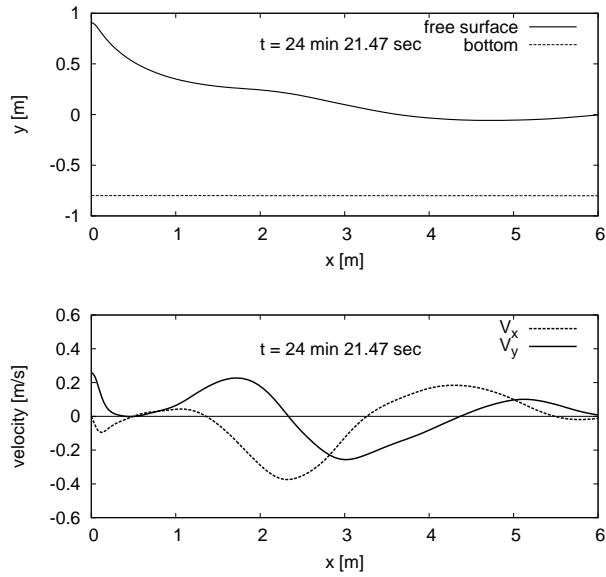 1
0.5
0
-0.5
-1
y [m]
t = 24 min 21.47 sec
free surface
bottom
0 1 2 3 4 5 6
x [m]
0.6
0.4
0.2
0
-0.2
-0.4
-0.6
velocity [m/s]
t = 24 min 21.47 sec
V_x
V_y
0 1 2 3 4 5 6
x [m]